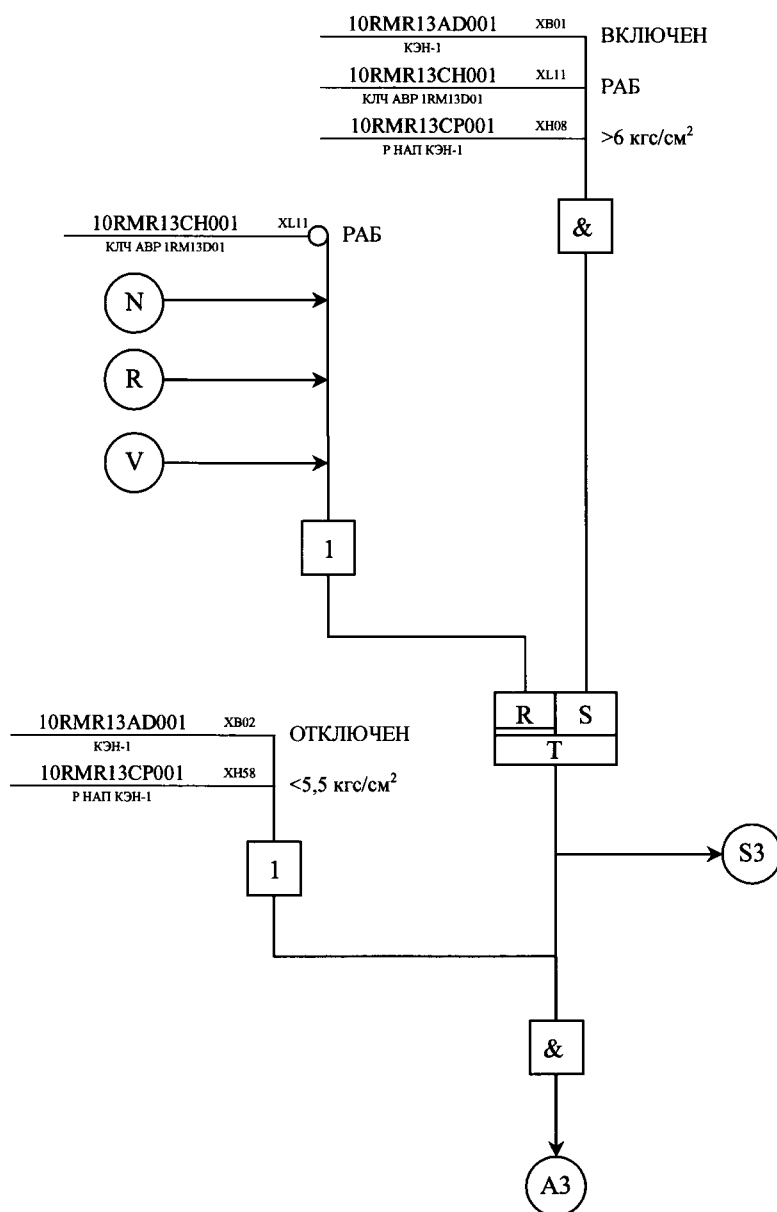 10RMR13AD001 XB01 ВКЛЮЧЕН
КЭН-1
10RMR13CH001 XL11 РАБ
КЛЧ АВР 1RM13D01
10RMR13CP001 XH08 >6 кгс/см²
Р НАП КЭН-1
&
10RMR13CH001 XL11 РАБ
КЛЧ АВР 1RM13D01
N
R
V
1
R S
T
10RMR13AD001 XB02 ОТКЛЮЧЕН
КЭН-1
10RMR13CP001 XH58 <5,5 кгс/см²
Р НАП КЭН-1
1
S3
&
A3